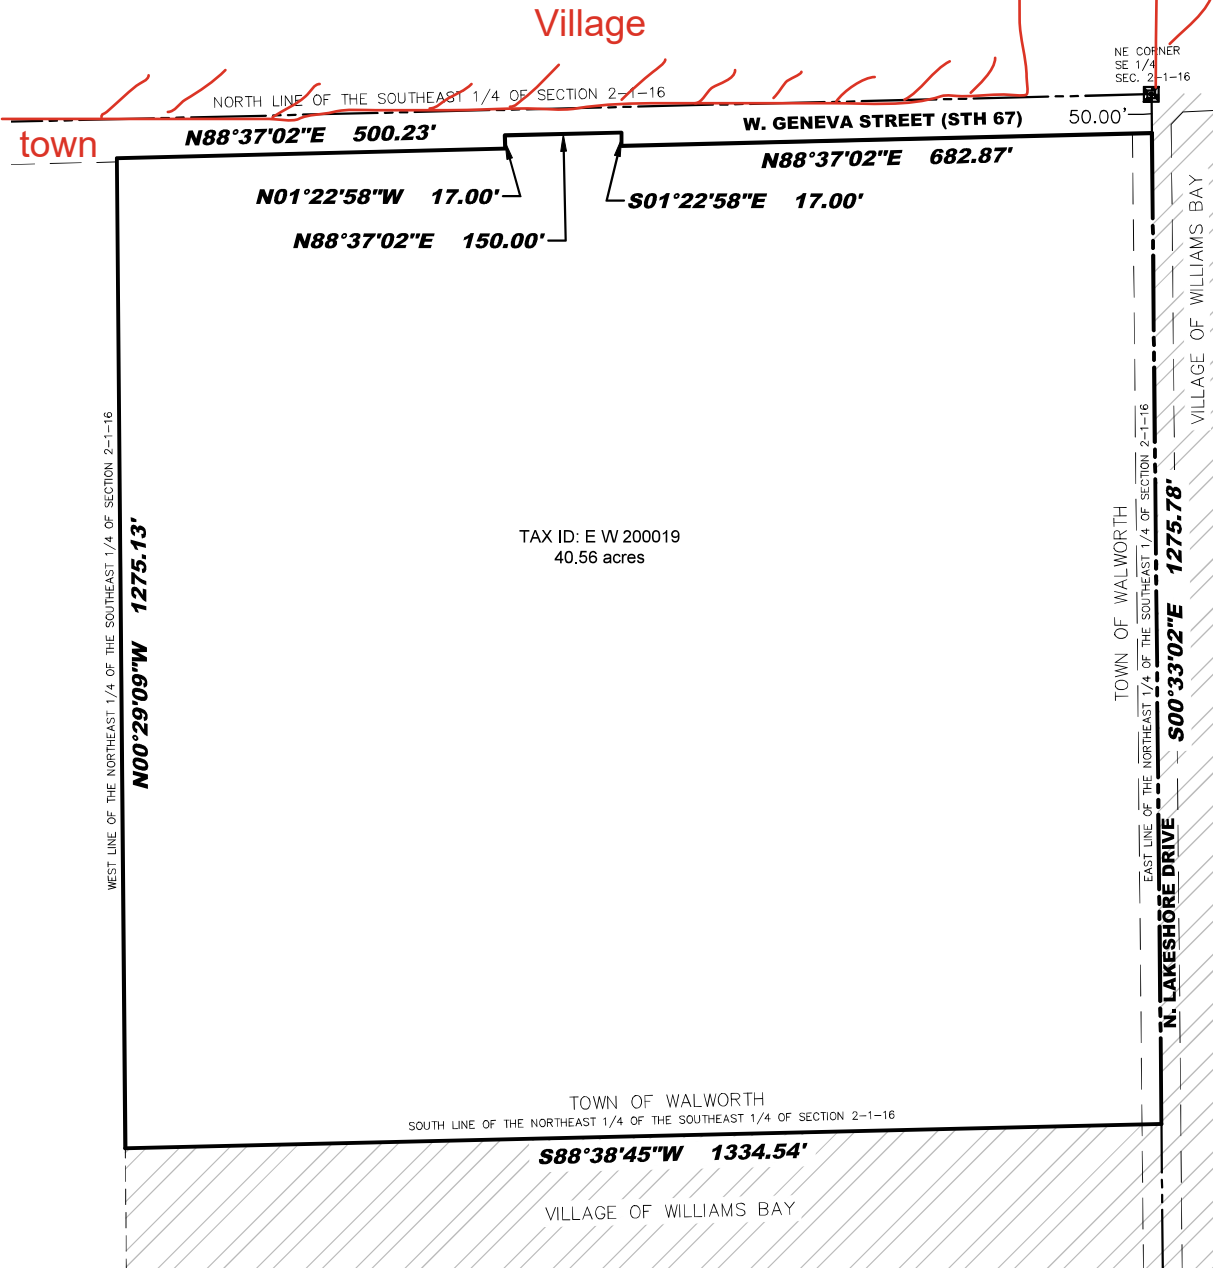 Village
NE CORNER
SE 1/4
SEC. 2-1-16
NORTH LINE OF THE SOUTHEAST 1/4 OF SECTION 2-1-16
town
N88°37'02"E 500.23'
W. GENEVA STREET (STH 67)
50.00'
N88°37'02"E 682.87'
N01°22'58"W 17.00'
S01°22'58"E 17.00'
N88°37'02"E 150.00'
VILLAGE OF WILLIAMS BAY
TAX ID: E W 200019
40.56 acres
WEST LINE OF THE NORTHEAST 1/4 OF THE SOUTHEAST 1/4 OF SECTION 2-1-16
N00°29'09"W 1275.13'
TOWN OF WALWORTH
EAST LINE OF THE NORTHEAST 1/4 OF THE SOUTHEAST 1/4 OF SECTION 2-1-16
S00°33'02"E 1275.78'
N. LAKESHORE DRIVE
TOWN OF WALWORTH
SOUTH LINE OF THE NORTHEAST 1/4 OF THE SOUTHEAST 1/4 OF SECTION 2-1-16
S88°38'45"W 1334.54'
VILLAGE OF WILLIAMS BAY